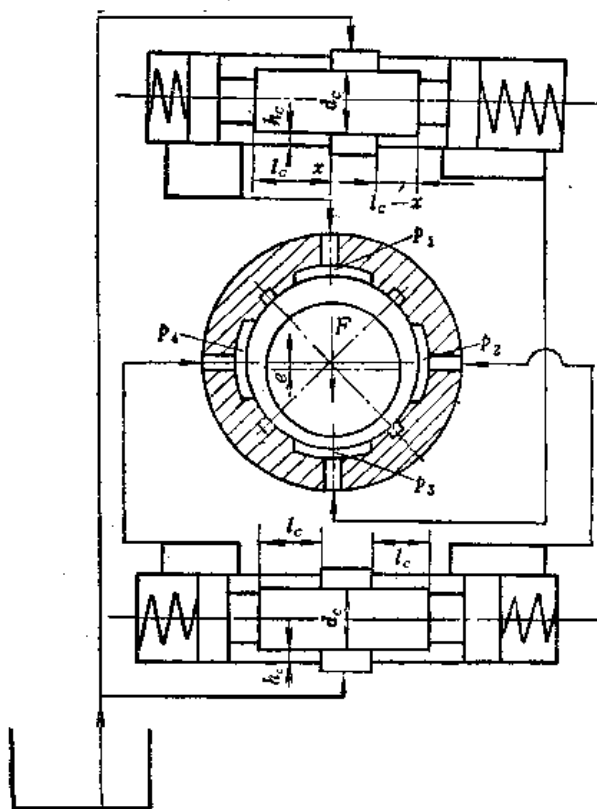 h_c
d_c
l_c
x
l_c - x
p_1
F
p_4
p_2
e
p_3
l_c
l_c
d_c
h_c